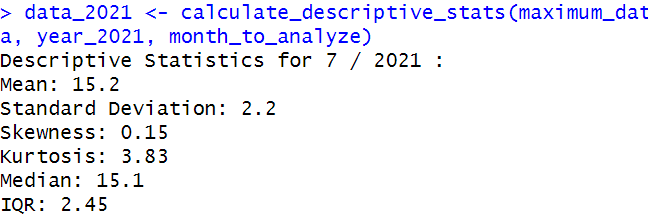 > data_2021 <- calculate_descriptive_stats(maximum_dat
a, year_2021, month_to_analyze)
Descriptive Statistics for 7 / 2021 :
Mean: 15.2
Standard Deviation: 2.2
Skewness: 0.15
Kurtosis: 3.83
Median: 15.1
IQR: 2.45